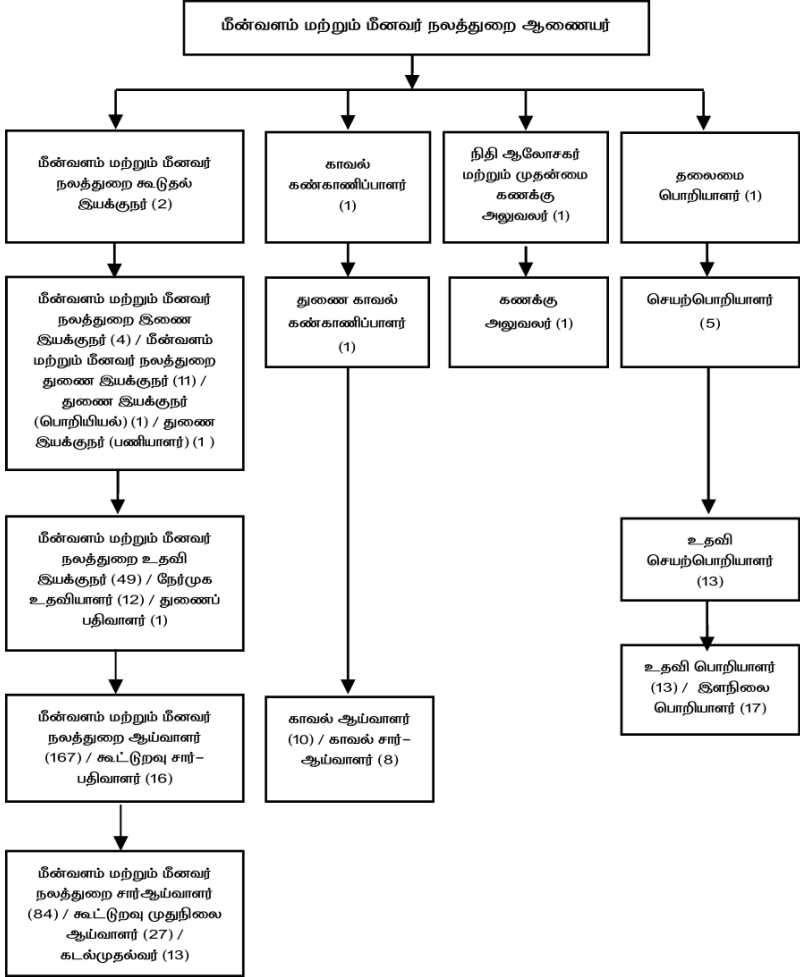 மீன்வளம் மற்றும் மீனவர் நலத்துறை ஆணையர்
மீன்வளம் மற்றும் மீனவர்
நலத்துறை கூடுதல்
இயக்குநர் (2)
காவல்
கண்காணிப்பாளர்
(1)
நிதி ஆலோசகர்
மற்றும் முதன்மை
கணக்கு
அலுவலர் (1)
தலைமை
பொறியாளர் (1)
மீன்வளம் மற்றும் மீனவர்
நலத்துறை இணை
இயக்குநர் (4) / மீன்வளம்
மற்றும் மீனவர் நலத்துறை
துணை இயக்குநர் (11) /
துணை இயக்குநர்
(பொறியியல்) (1) / துணை
இயக்குநர் (பணியாளர்) (1 )
துணை காவல்
கண்காணிப்பாளர்
(1)
கணக்கு
அலுவலர் (1)
செயற்பொறியாளர்
(5)
மீன்வளம் மற்றும் மீனவர்
நலத்துறை உதவி
இயக்குநர் (49) / நேர்முக
உதவியாளர் (12) / துணைப்
பதிவாளர் (1)
உதவி
செயற்பொறியாளர்
(13)
உதவி பொறியாளர்
(13) / இளநிலை
பொறியாளர் (17)
மீன்வளம் மற்றும் மீனவர்
நலத்துறை ஆய்வாளர்
(167) / கூட்டுறவு சார்-
பதிவாளர் (16)
காவல் ஆய்வாளர்
(10) / காவல் சார்-
ஆய்வாளர் (8)
மீன்வளம் மற்றும் மீனவர்
நலத்துறை சார்ஆய்வாளர்
(84) / கூட்டுறவு முதுநிலை
ஆய்வாளர் (27) /
கடல்முதல்வர் (13)